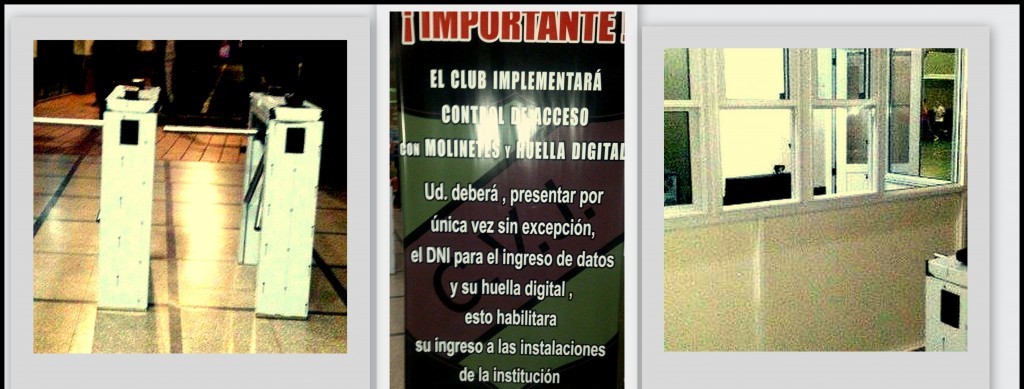 ¡IMPORTANTE!
EL CLUB IMPLEMENTARÁ
CONTROL DE ACCESO
CON MOLINETES Y HUELLA DIGITAL
Ud. deberá , presentar por
única vez sin excepción,
el DNI para el ingreso de datos
y su huella digital ,
esto habilitara
su ingreso a las instalaciones
de la institución
C.V.I.